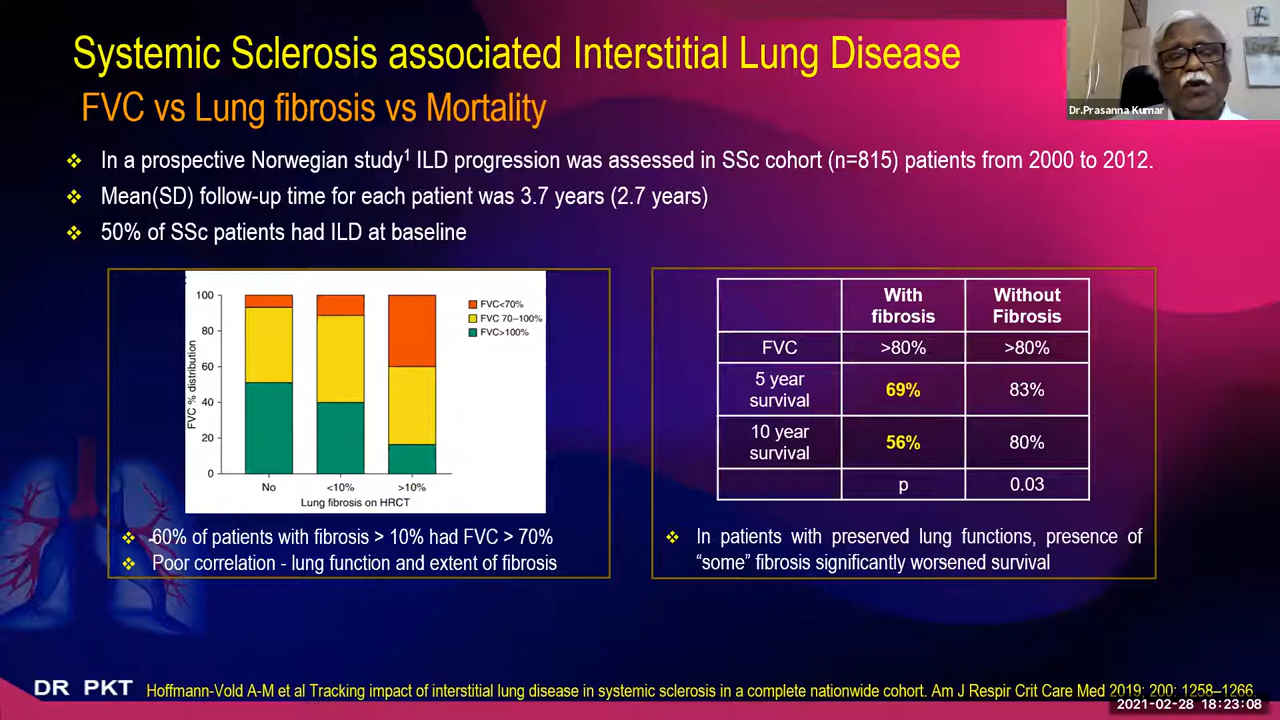 Systemic Sclerosis associated Interstitial Lung Disease
FVC vs Lung fibrosis vs Mortality
Dr.Prasanna Kumar
❖ In a prospective Norwegian study¹ ILD progression was assessed in SSc cohort (n=815) patients from 2000 to 2012.
❖ Mean(SD) follow-up time for each patient was 3.7 years (2.7 years)
❖ 50% of SSc patients had ILD at baseline
FVC % distribution
100
80
60
40
20
0
No <10% >10%
Lung fibrosis on HRCT
FVC<70%
FVC 70–100%
FVC>100%
❖ -60% of patients with fibrosis > 10% had FVC > 70%
❖ Poor correlation - lung function and extent of fibrosis
With fibrosis Without Fibrosis
FVC >80% >80%
5 year survival 69% 83%
10 year survival 56% 80%
p 0.03
❖ In patients with preserved lung functions, presence of
“some” fibrosis significantly worsened survival
DR PKT
Hoffmann-Vold A-M et al Tracking impact of interstitial lung disease in systemic sclerosis in a complete nationwide cohort. Am J Respir Crit Care Med 2019; 200: 1258–1266.
2021-02-28 18:23:08